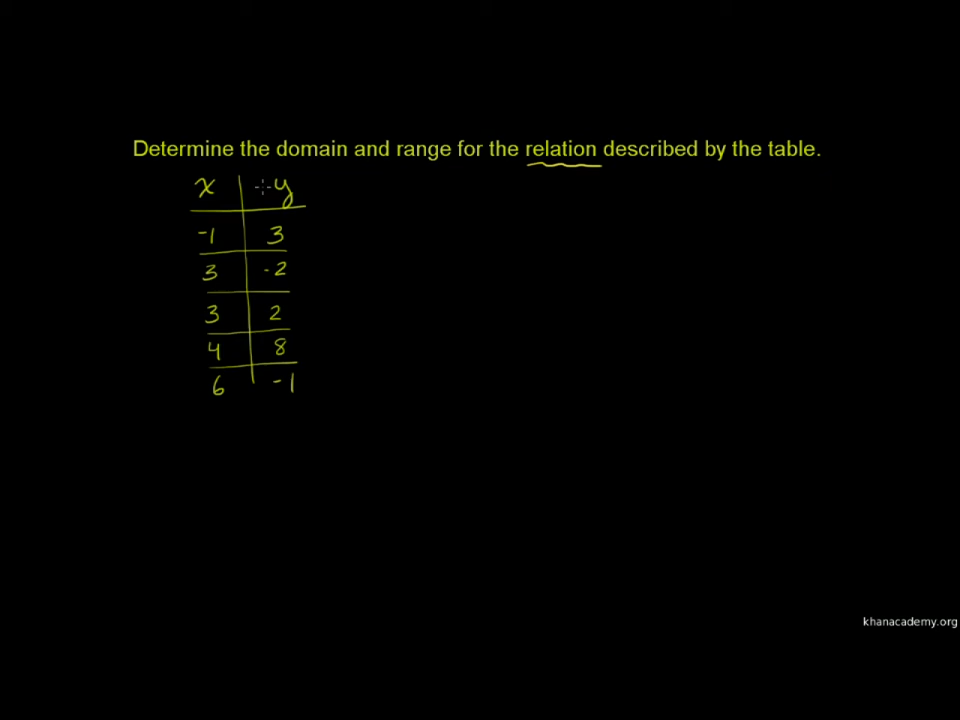 Determine the domain and range for the relation described by the table.
x y
-1 3
3 -2
3 2
4 8
6 -1
khanacademy.org